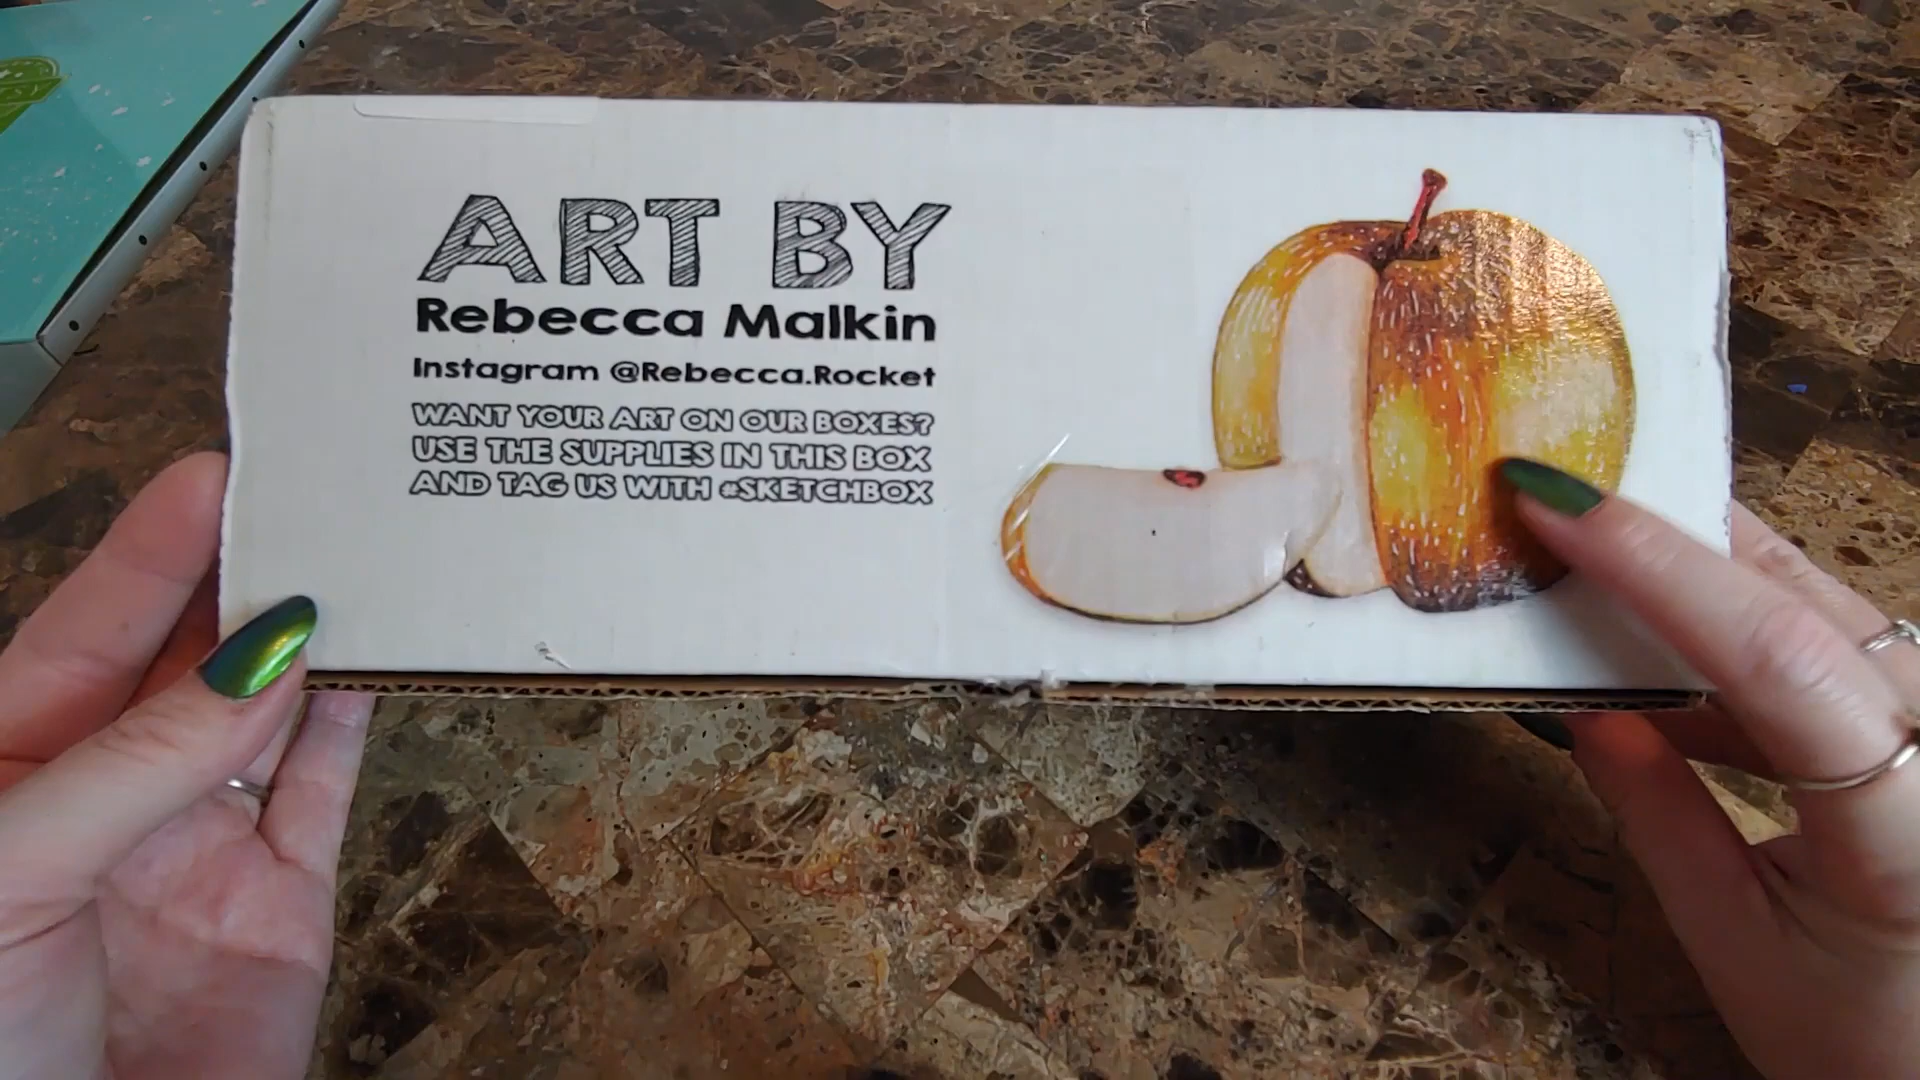 ART BY
Rebecca Malkin
Instagram @Rebecca.Rocket
WANT YOUR ART ON OUR BOXES?
USE THE SUPPLIES IN THIS BOX
AND TAG US WITH #SKETCHBOX